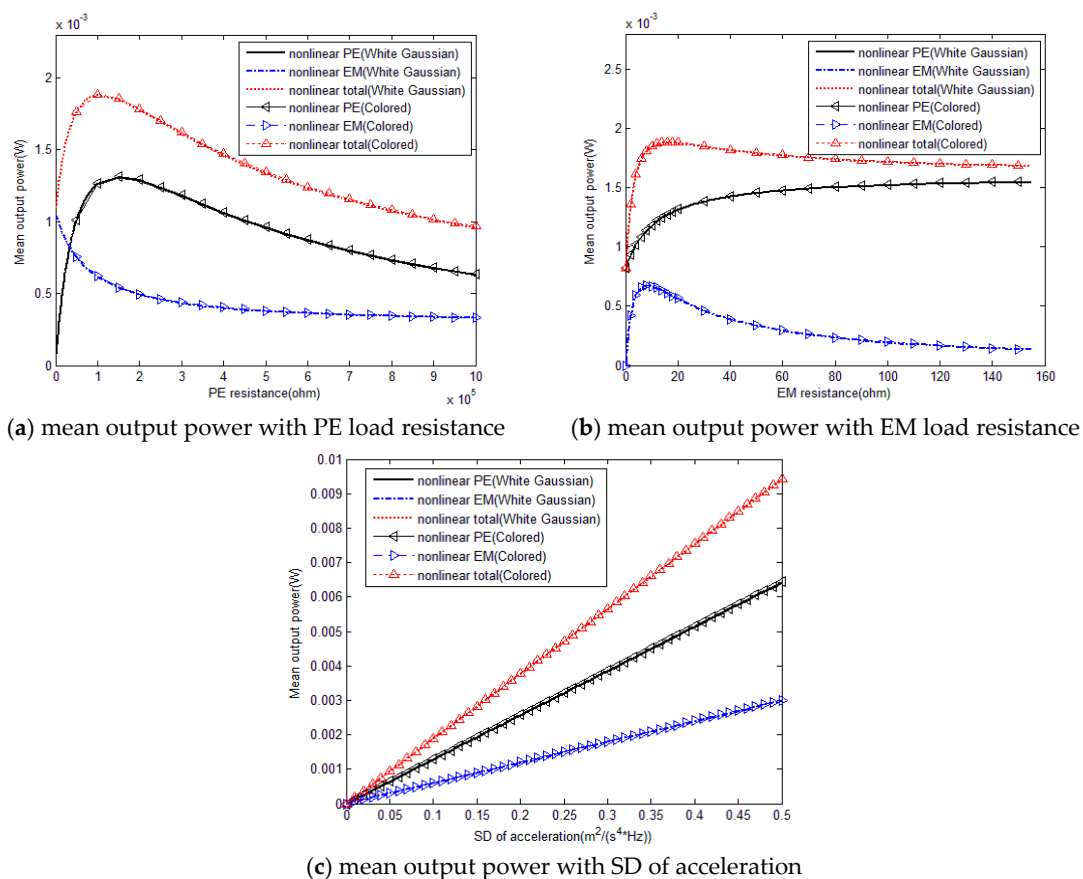 x 10⁻³
nonlinear PE(White Gaussian)
nonlinear EM(White Gaussian)
nonlinear total(White Gaussian)
nonlinear PE(Colored)
nonlinear EM(Colored)
nonlinear total(Colored)
Mean output power(W)
2
1.5
1
0.5
0
0 1 2 3 4 5 6 7 8 9 10
PE resistance(ohm)
x 10⁵
(a) mean output power with PE load resistance
x 10⁻³
nonlinear PE(White Gaussian)
nonlinear EM(White Gaussian)
nonlinear total(White Gaussian)
nonlinear PE(Colored)
nonlinear EM(Colored)
nonlinear total(Colored)
Mean output power(W)
2.5
2
1.5
1
0.5
0
0 20 40 60 80 100 120 140 160
EM resistance(ohm)
(b) mean output power with EM load resistance
nonlinear PE(White Gaussian)
nonlinear EM(White Gaussian)
nonlinear total(White Gaussian)
nonlinear PE(Colored)
nonlinear EM(Colored)
nonlinear total(Colored)
Mean output power(W)
0.01
0.009
0.008
0.007
0.006
0.005
0.004
0.003
0.002
0.001
0
0 0.05 0.1 0.15 0.2 0.25 0.3 0.35 0.4 0.45 0.5
SD of acceleration(m²/(s⁴*Hz))
(c) mean output power with SD of acceleration